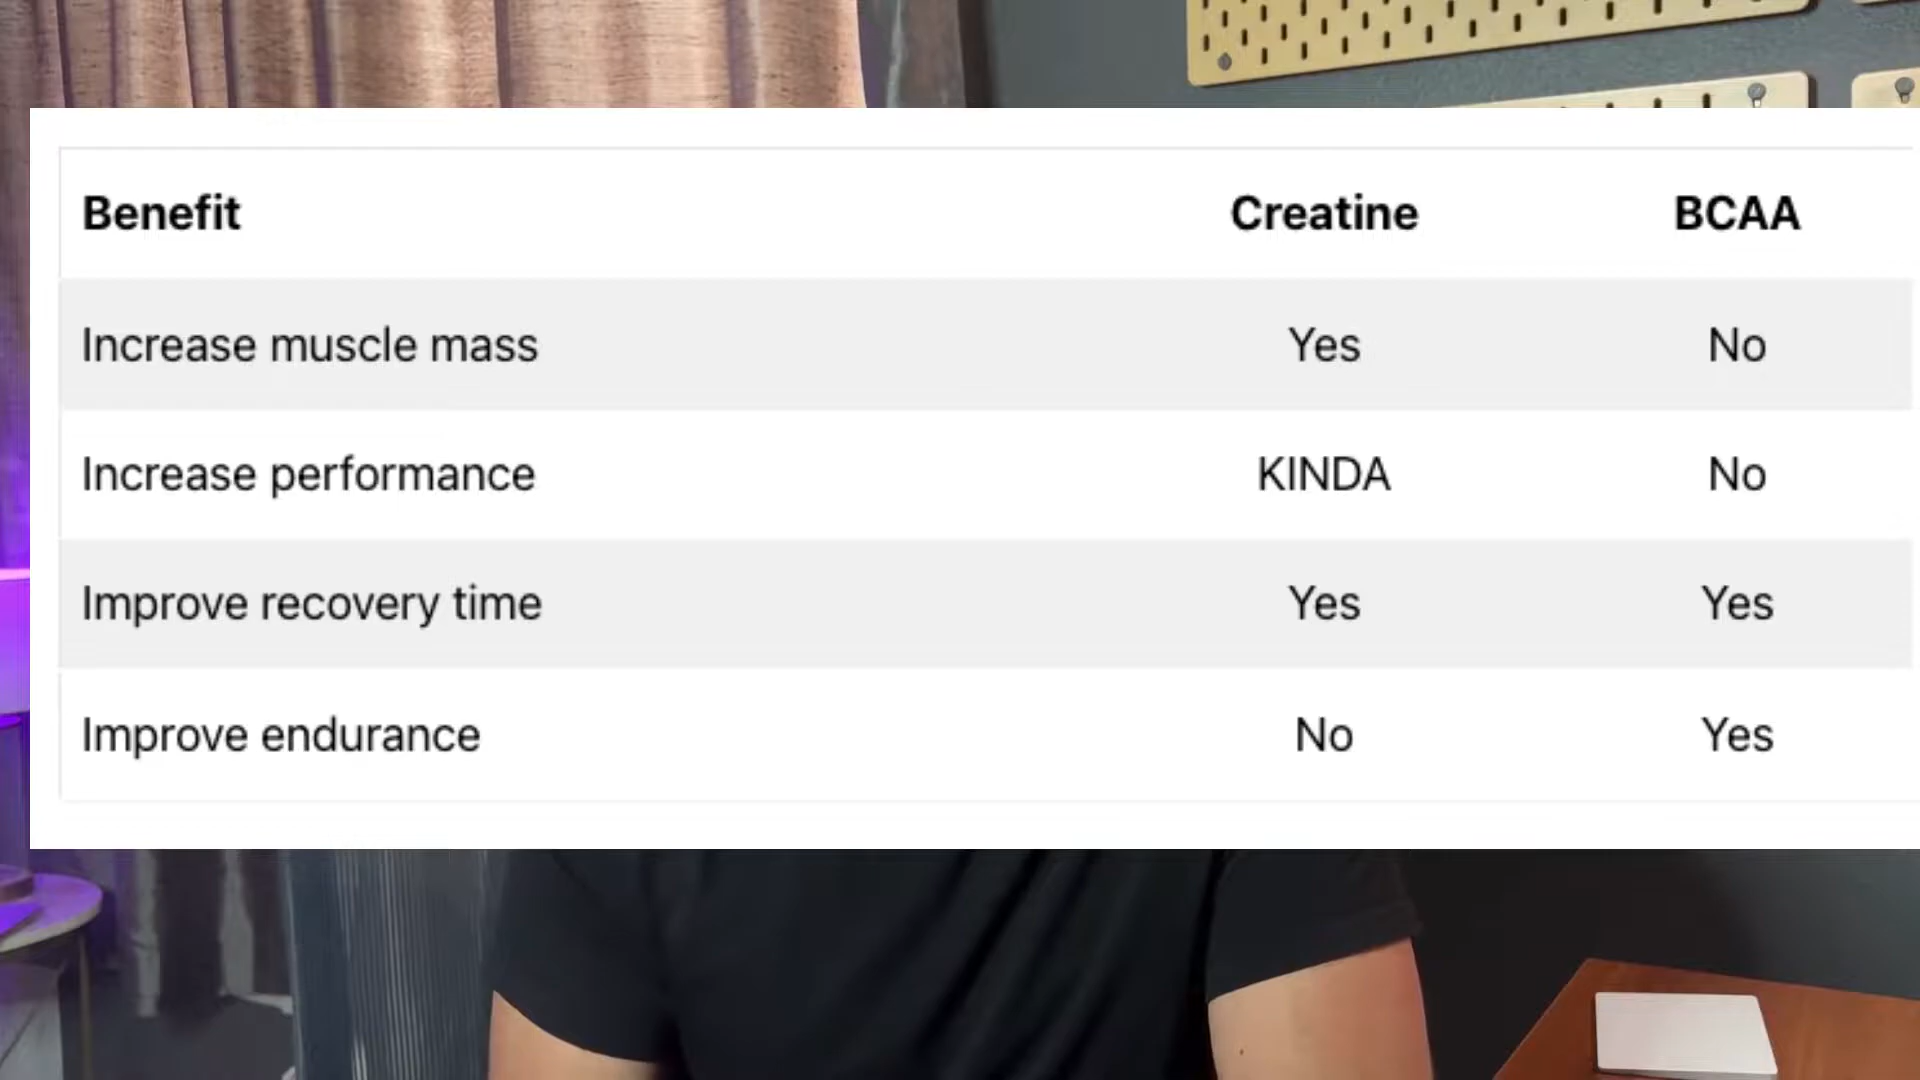 Benefit Creatine BCAA
Increase muscle mass Yes No
Increase performance KINDA No
Improve recovery time Yes Yes
Improve endurance No Yes